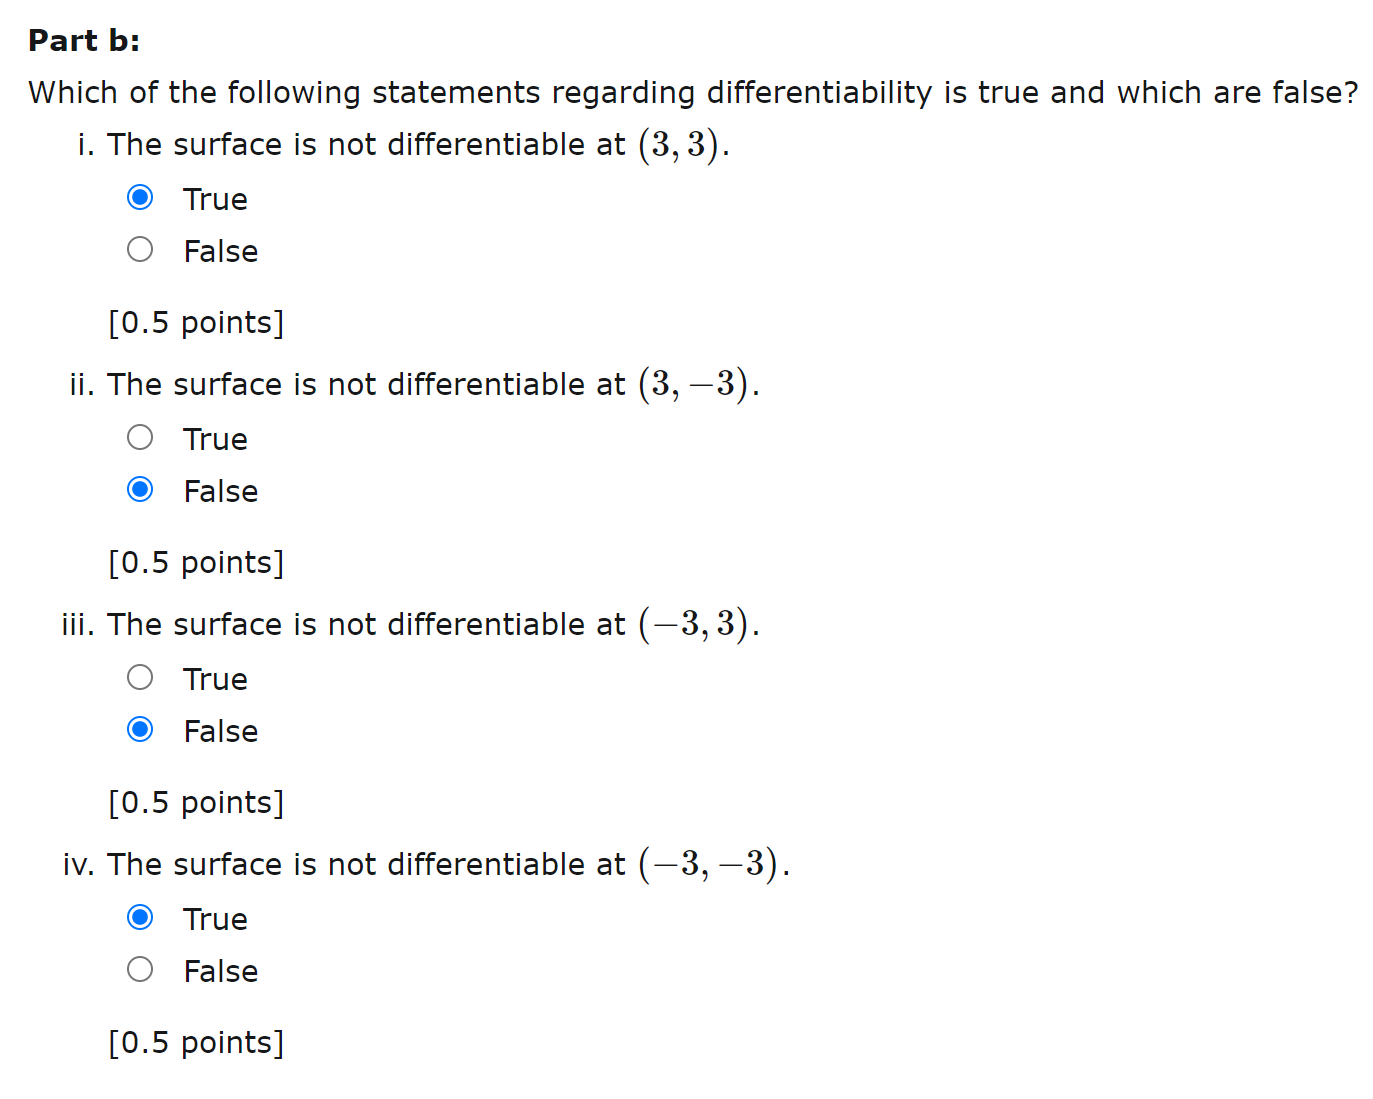 Part b:
Which of the following statements regarding differentiability is true and which are false?
i. The surface is not differentiable at (3, 3).
True
False
[0.5 points]
ii. The surface is not differentiable at (3, −3).
True
False
[0.5 points]
iii. The surface is not differentiable at (−3, 3).
True
False
[0.5 points]
iv. The surface is not differentiable at (−3, −3).
True
False
[0.5 points]